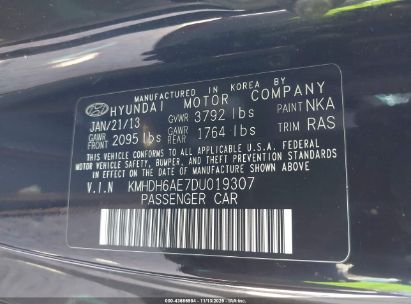 MANUFACTURED IN KOREA BY
HYUNDAI MOTOR COMPANY
JAN/21/13 GVWR 3792 lbs PAINT NKA
GAWR FRONT 2095 lbs GAWR REAR 1764 lbs TRIM RAS
THIS VEHICLE CONFORMS TO ALL APPLICABLE U.S.A. FEDERAL
MOTOR VEHICLE SAFETY, BUMPER, AND THEFT PREVENTION STANDARDS
IN EFFECT ON THE DATE OF MANUFACTURE SHOWN ABOVE.
V.I.N KMHDH6AE7DU019307
PASSENGER CAR